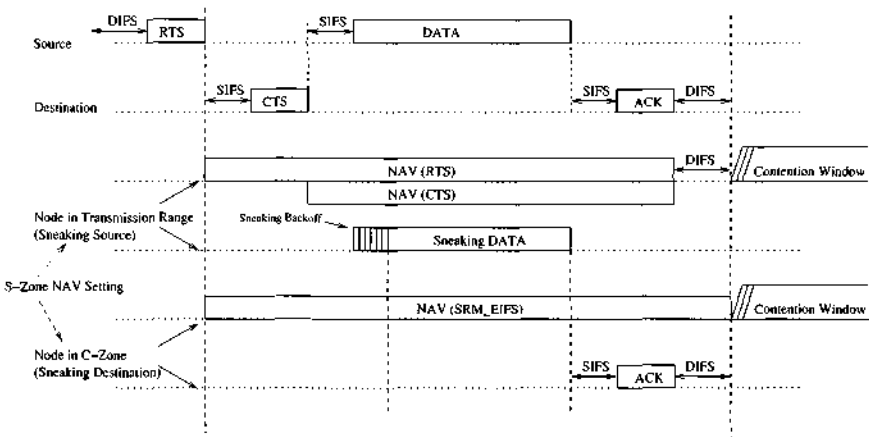 DIFS
RTS
SIFS
DATA
Source
SIFS
CTS
SIFS
ACK
DIFS
Destination
NAV (RTS)
DIFS
Contention Window
NAV (CTS)
Node in Transmission Range
(Sneaking Source)
Sneaking Backoff
Sneaking DATA
S-Zone NAV Setting
NAV (SRM_EIFS)
Contention Window
Node in C-Zone
(Sneaking Destination)
SIFS
ACK
DIFS